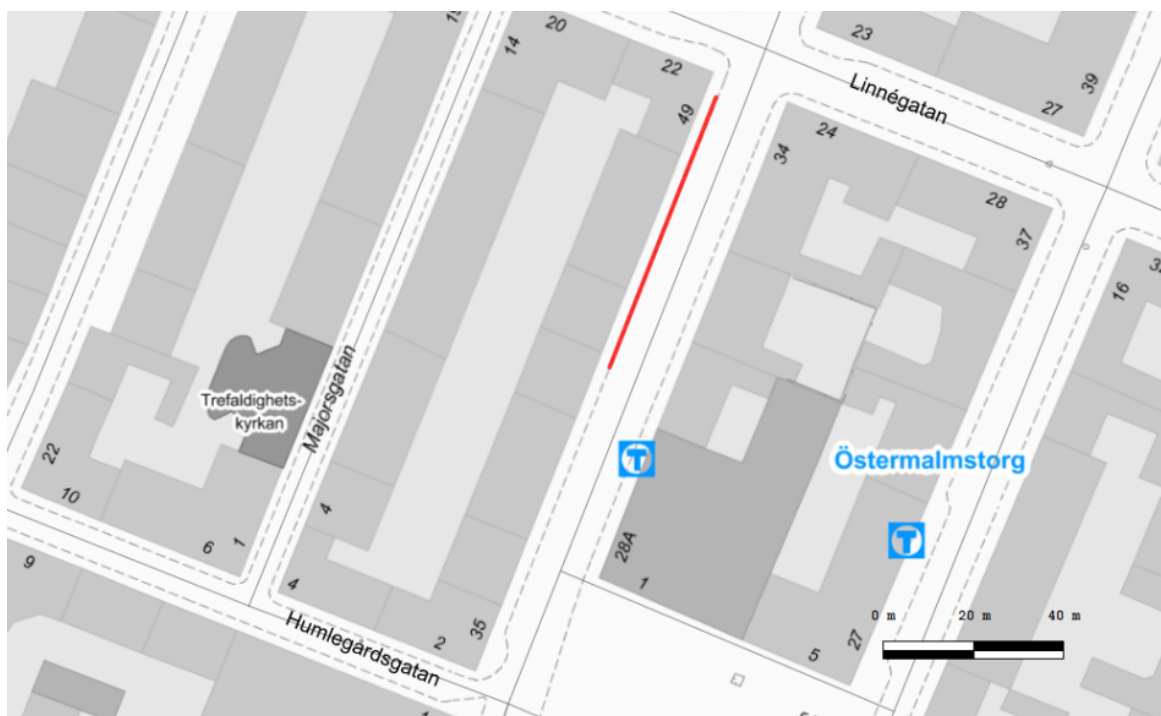 20
14
22
49
23
39
27
Linnégatan
24
34
28
37
16
Majorsgatan
Trefaldighets-
kyrkan
22
10
6
1
4
4
9
Humlegårdsgatan
2
35
T
Östermalmstorg
T
28A
1
5
27
0 m 20 m 40 m